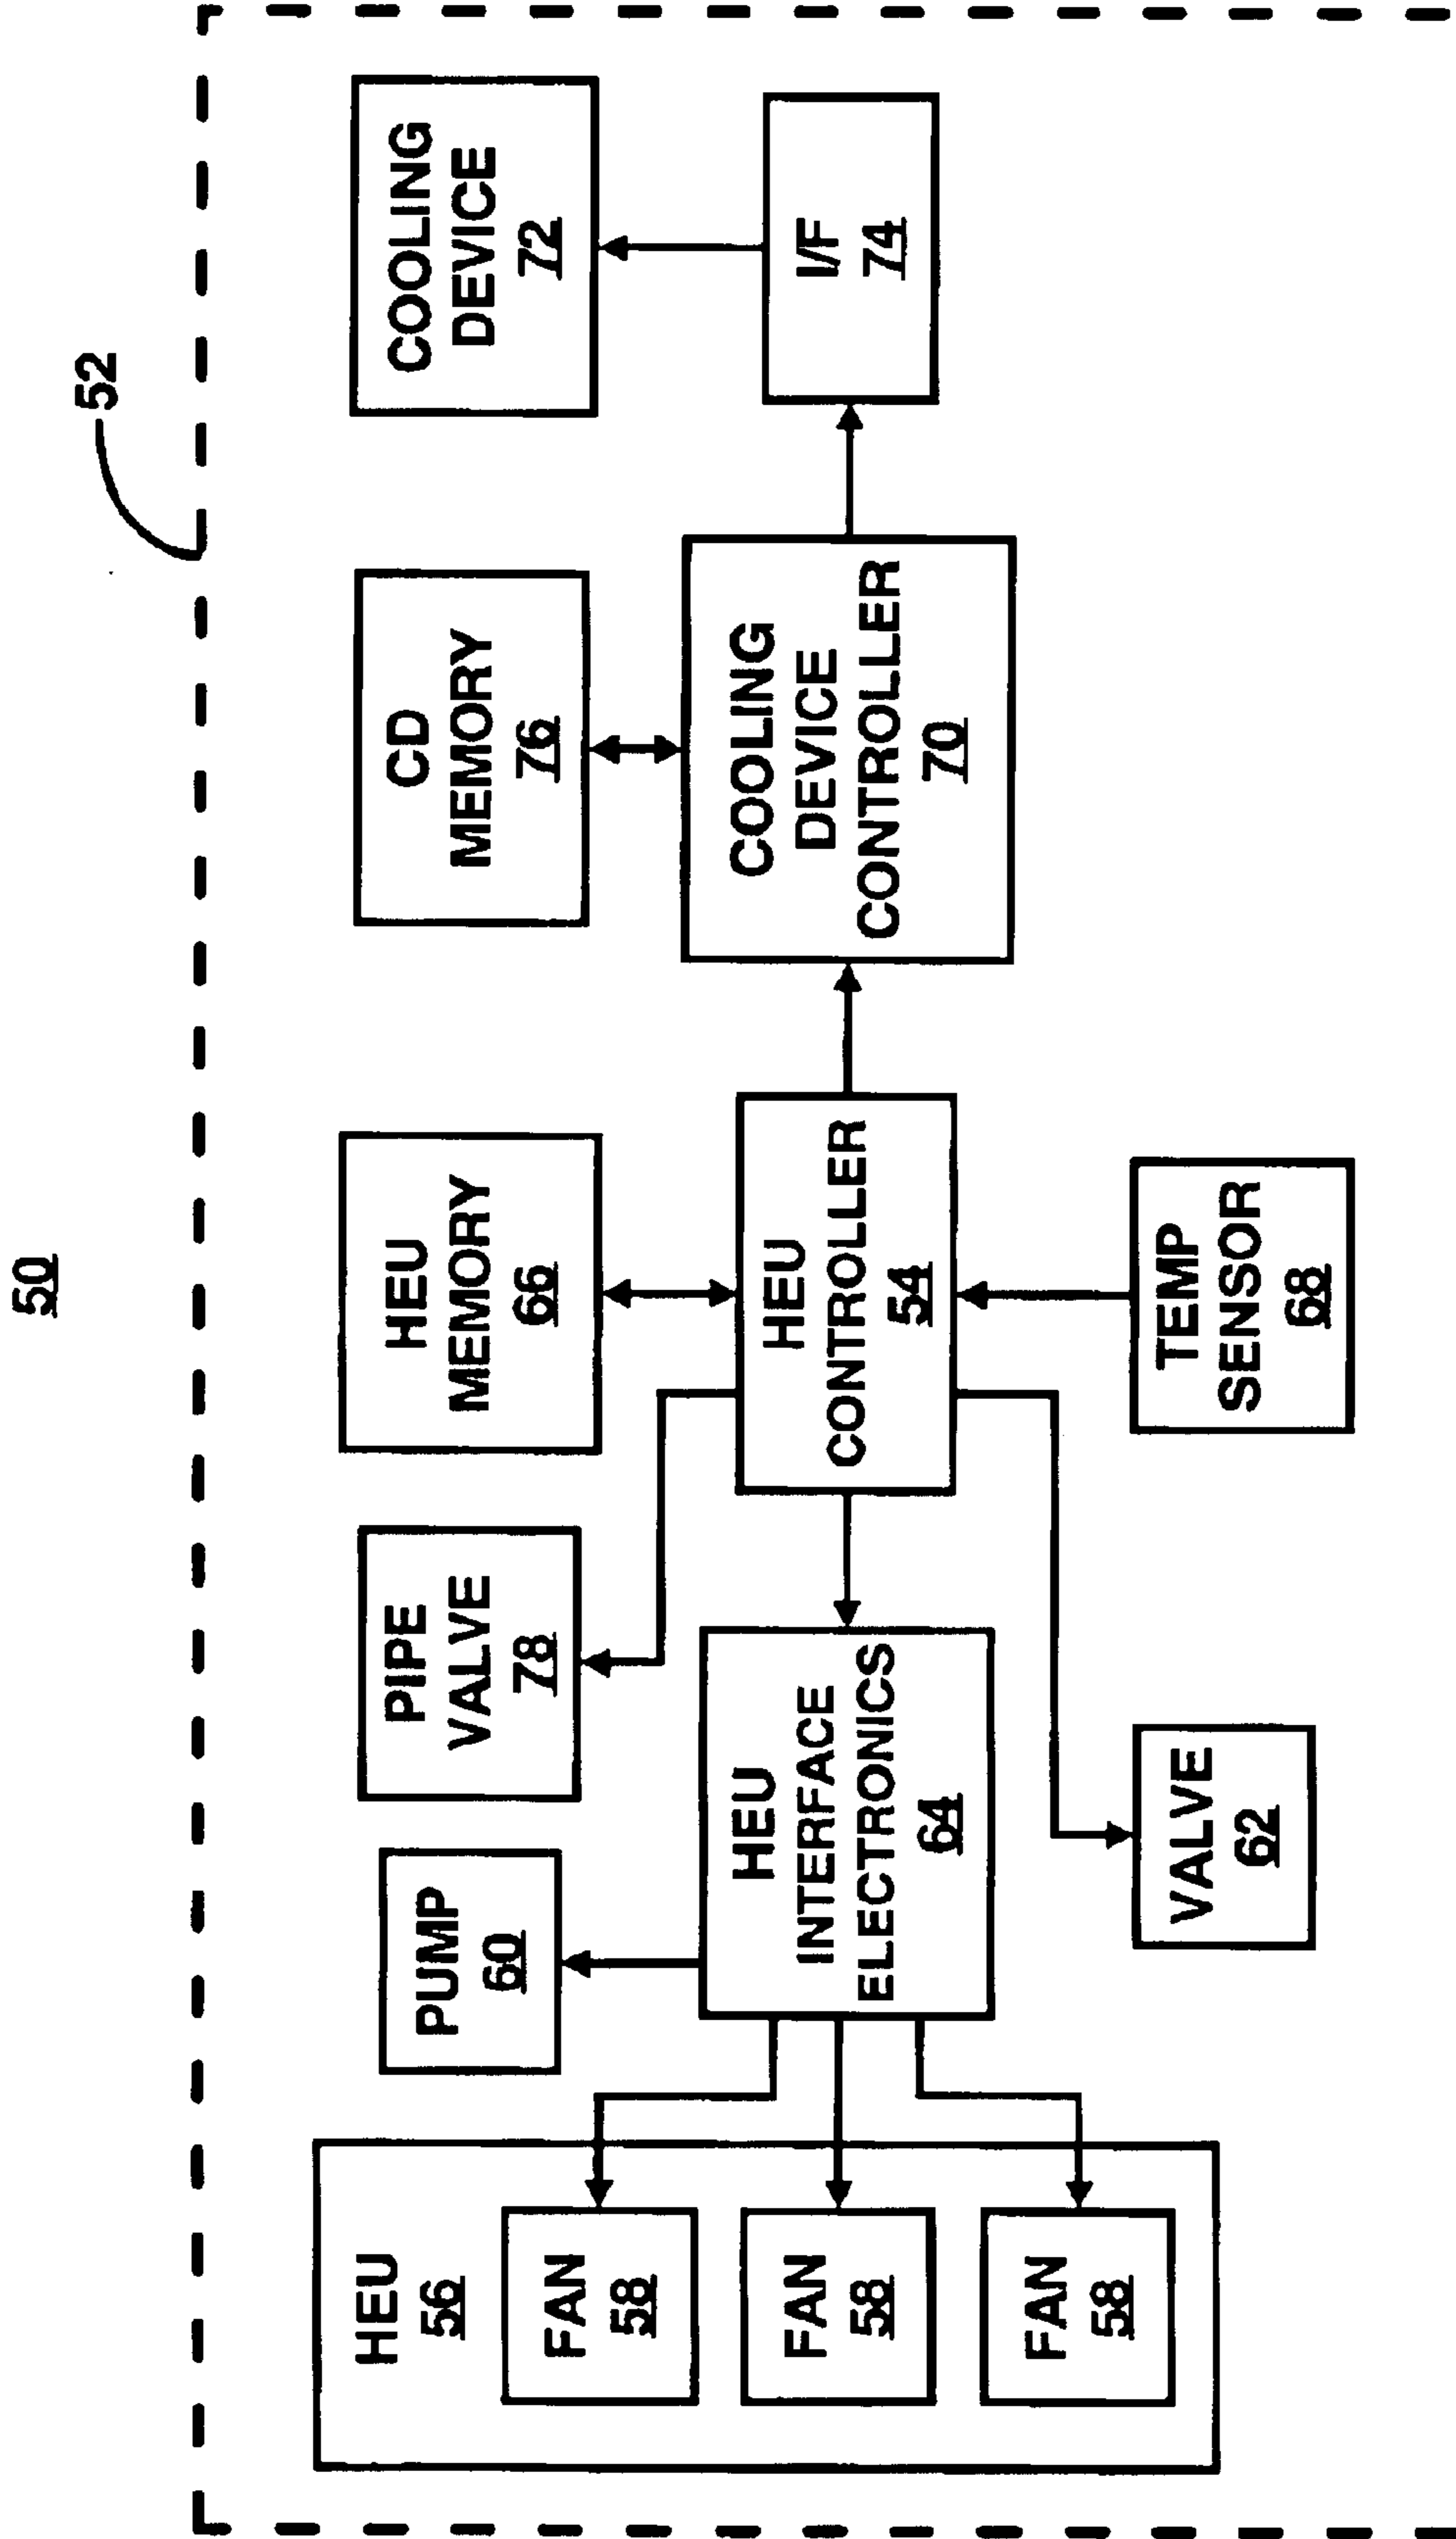 50
52
HEU
56
FAN
58
FAN
58
FAN
58
PUMP
60
PIPE
VALVE
78
HEU
MEMORY
66
CD
MEMORY
76
COOLING
DEVICE
72
HEU
INTERFACE
ELECTRONICS
64
HEU
CONTROLLER
54
COOLING
DEVICE
CONTROLLER
70
I/F
74
VALVE
62
TEMP
SENSOR
68